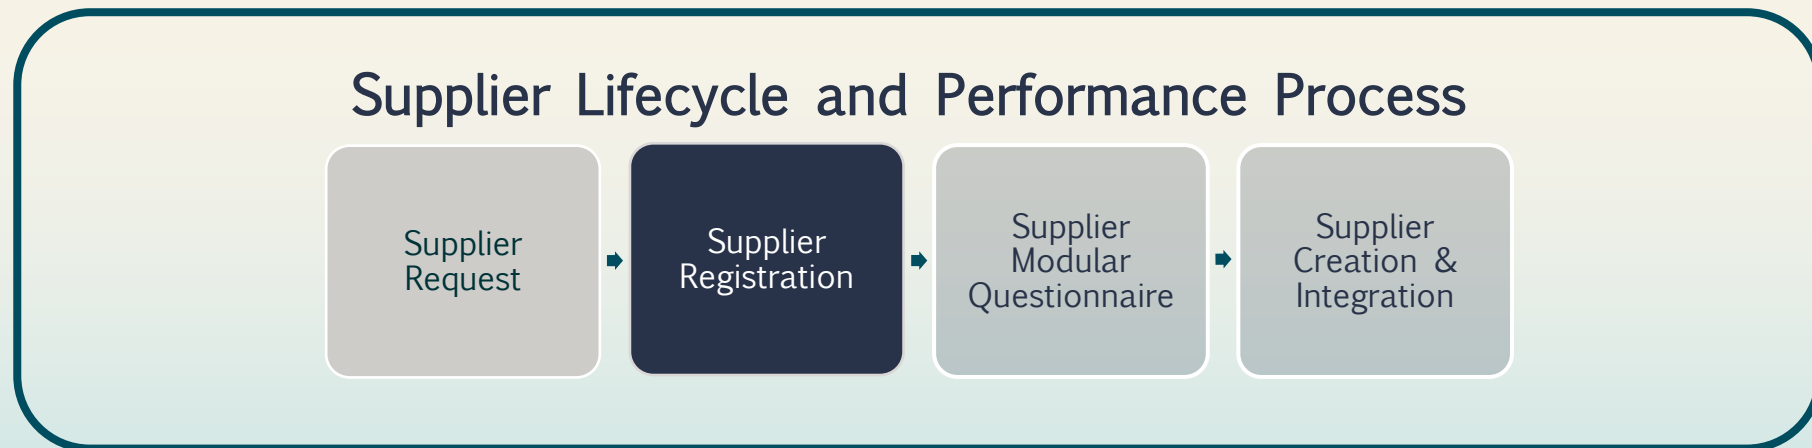 Supplier Lifecycle and Performance Process
Supplier
Request
Supplier
Registration
Supplier
Modular
Questionnaire
Supplier
Creation &
Integration